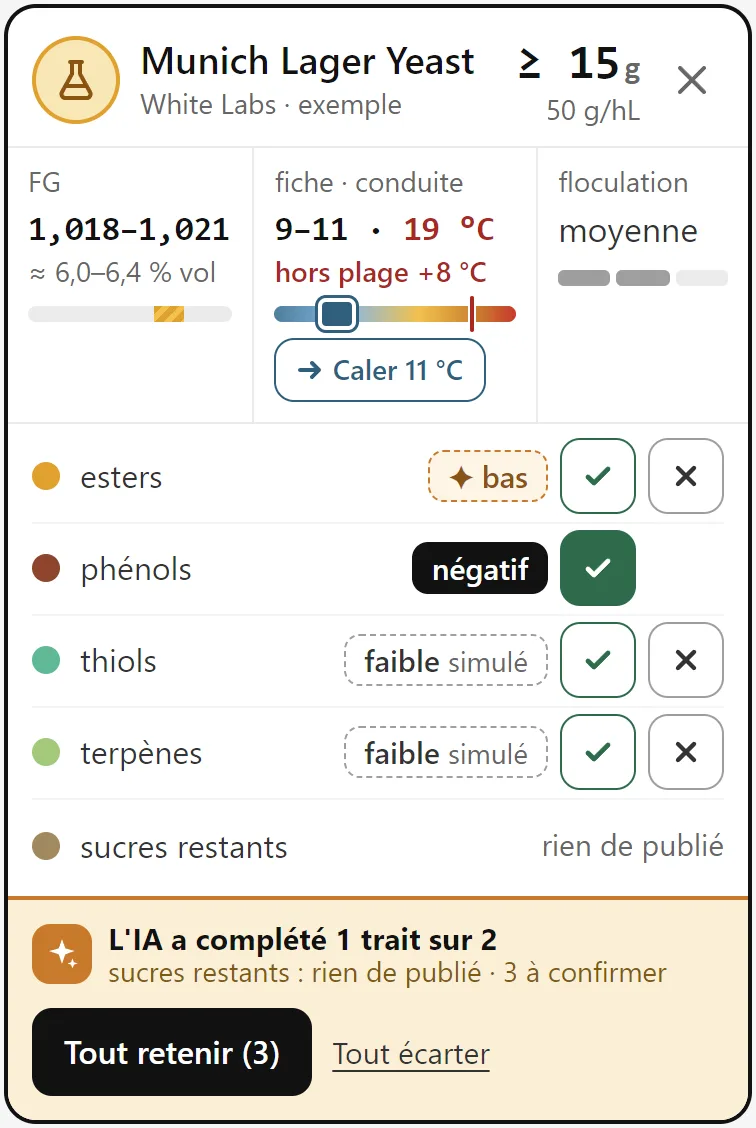 Munich Lager Yeast
≥ 15 g
White Labs · exemple
50 g/hL
FG
1,018–1,021
≈ 6,0–6,4 % vol
fiche · conduite
9–11 · 19 °C
hors plage +8 °C
→ Caler 11 °C
floculation
moyenne
esters
✦ bas
phénols
négatif
thiols
faible simulé
terpènes
faible simulé
sucres restants
rien de publié
L'IA a complété 1 trait sur 2
sucres restants : rien de publié · 3 à confirmer
Tout retenir (3)
Tout écarter